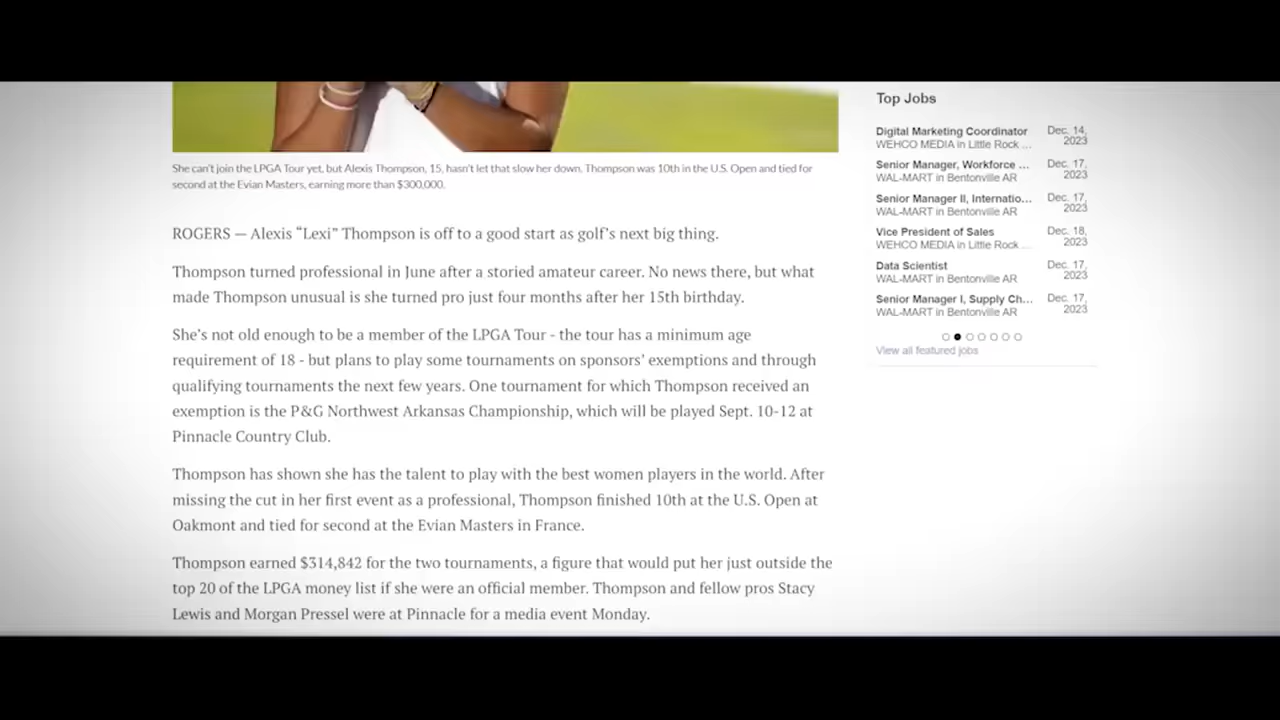 She can't join the LPGA Tour yet, but Alexis Thompson, 15, hasn't let that slow her down. Thompson was 10th in the U.S. Open and tied for
second at the Evian Masters, earning more than $300,000.
ROGERS — Alexis “Lexi” Thompson is off to a good start as golf’s next big thing.
Thompson turned professional in June after a storied amateur career. No news there, but what
made Thompson unusual is she turned pro just four months after her 15th birthday.
She’s not old enough to be a member of the LPGA Tour - the tour has a minimum age
requirement of 18 - but plans to play some tournaments on sponsors’ exemptions and through
qualifying tournaments the next few years. One tournament for which Thompson received an
exemption is the P&G Northwest Arkansas Championship, which will be played Sept. 10-12 at
Pinnacle Country Club.
Thompson has shown she has the talent to play with the best women players in the world. After
missing the cut in her first event as a professional, Thompson finished 10th at the U.S. Open at
Oakmont and tied for second at the Evian Masters in France.
Thompson earned $314,842 for the two tournaments, a figure that would put her just outside the
top 20 of the LPGA money list if she were an official member. Thompson and fellow pros Stacy
Lewis and Morgan Pressel were at Pinnacle for a media event Monday.
Top Jobs
Digital Marketing Coordinator Dec. 14,
WEHCO MEDIA in Little Rock ... 2023
Senior Manager, Workforce ... Dec. 17,
WAL-MART in Bentonville AR 2023
Senior Manager II, Internatio... Dec. 17,
WAL-MART in Bentonville AR 2023
Vice President of Sales Dec. 18,
WEHCO MEDIA in Little Rock ... 2023
Data Scientist Dec. 17,
WAL-MART in Bentonville AR 2023
Senior Manager I, Supply Ch... Dec. 17,
WAL-MART in Bentonville AR 2023
View all featured jobs